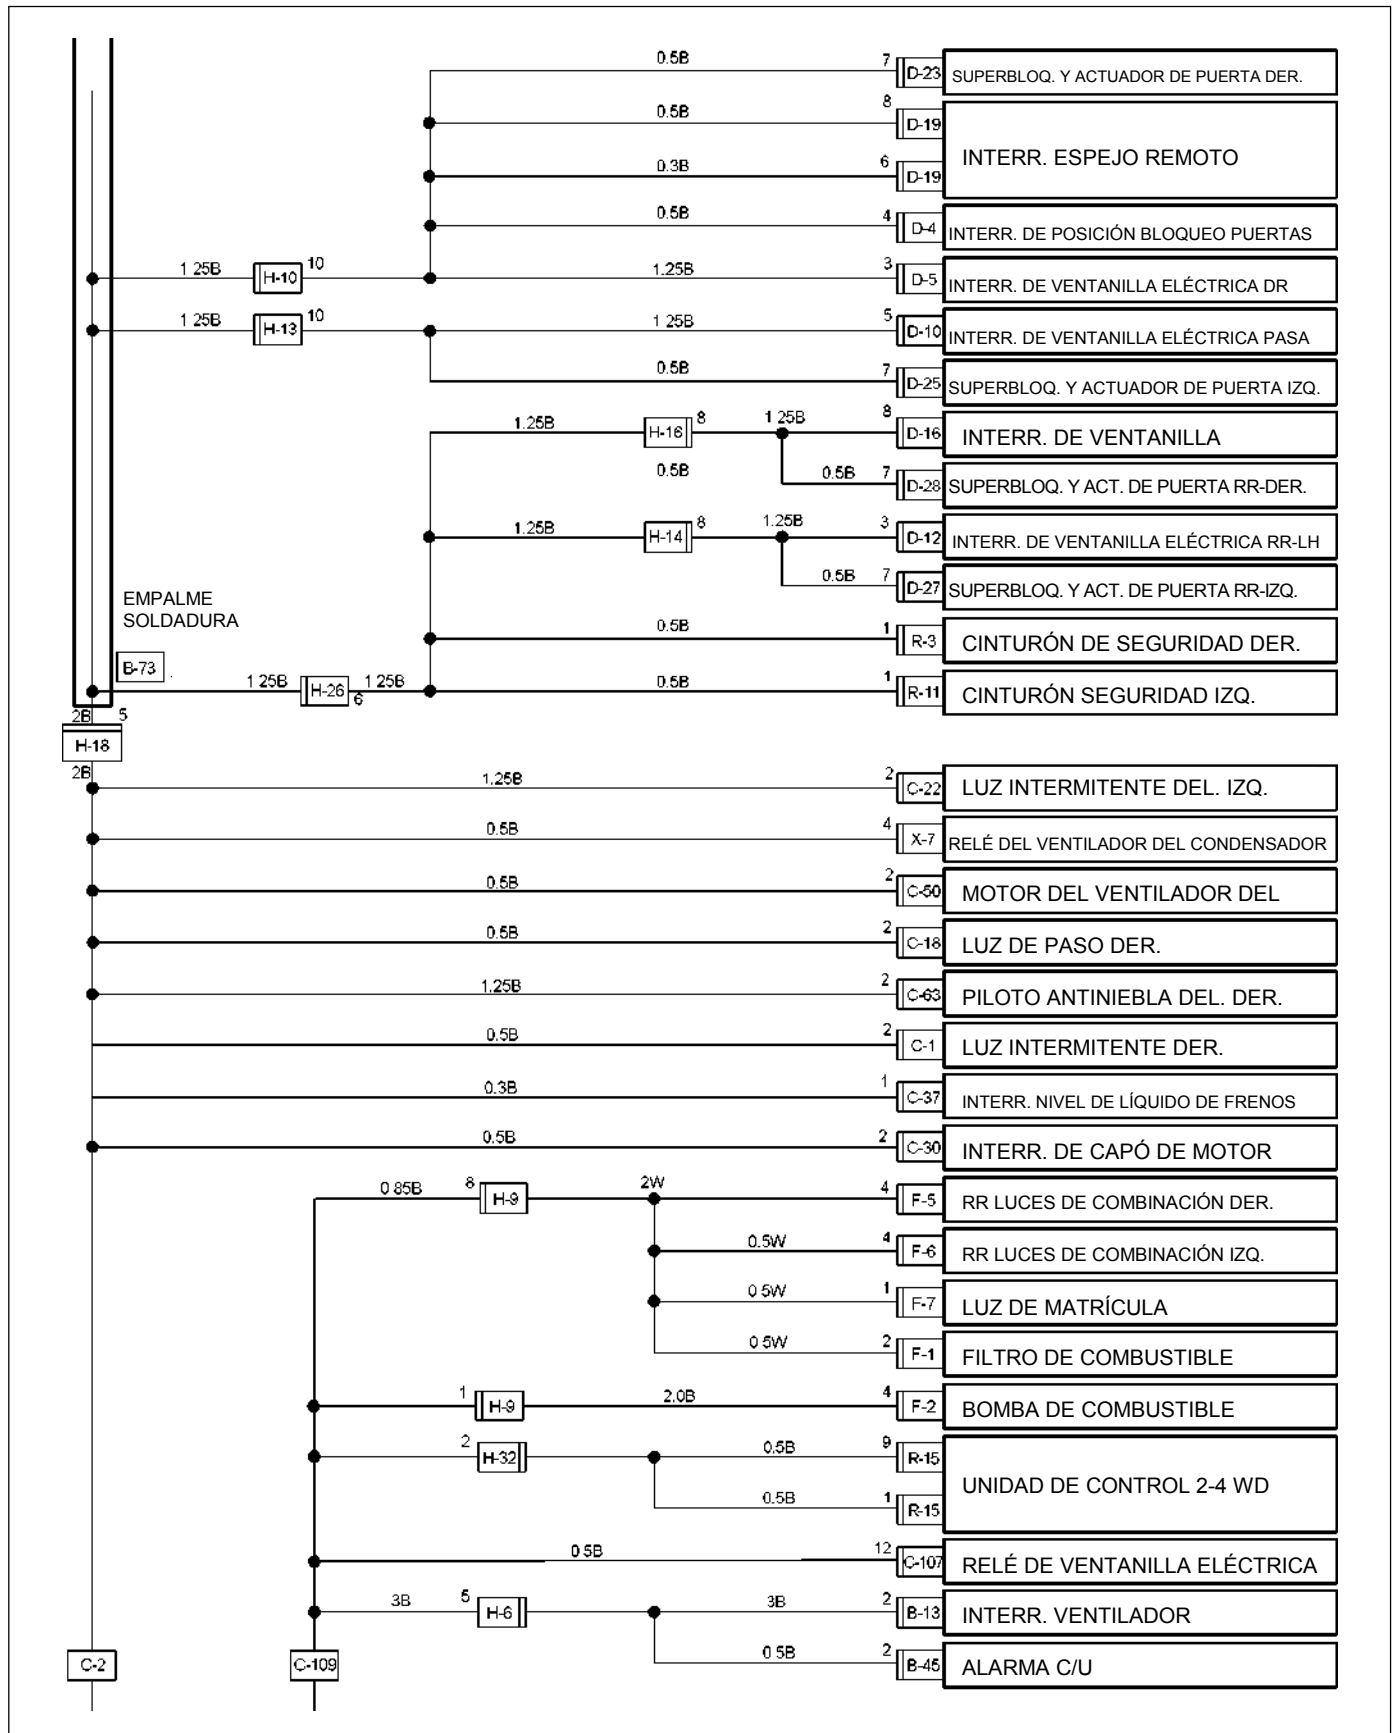 0.5B 7 D-23 SUPERBLOQ. Y ACTUADOR DE PUERTA DER.
0.5B 8 D-19
INTERR. ESPEJO REMOTO
0.3B 6 D-19
0.5B 4 D-4 INTERR. DE POSICIÓN BLOQUEO PUERTAS
1 25B H-10 10 1.25B 3 D-5 INTERR. DE VENTANILLA ELÉCTRICA DR
1 25B H-13 10 1 25B 5 D-10 INTERR. DE VENTANILLA ELÉCTRICA PASA
0.5B 7 D-25 SUPERBLOQ. Y ACTUADOR DE PUERTA IZQ.
1.25B H-16 8 1 25B 8 D-16 INTERR. DE VENTANILLA
0.5B 0.5B 7 D-28 SUPERBLOQ. Y ACT. DE PUERTA RR-DER.
1.25B H-14 8 1.25B 3 D-12 INTERR. DE VENTANILLA ELÉCTRICA RR-LH
0.5B 7 D-27 SUPERBLOQ. Y ACT. DE PUERTA RR-IZQ.
EMPALME
SOLDADURA
0.5B 1 R-3 CINTURÓN DE SEGURIDAD DER.
B-73
1 25B H-26 6 1 25B 0.5B 1 R-11 CINTURÓN SEGURIDAD IZQ.
2B 5
H-18
2B
1.25B 2 C-22 LUZ INTERMITENTE DEL. IZQ.
0.5B 4 X-7 RELÉ DEL VENTILADOR DEL CONDENSADOR
0.5B 2 C-50 MOTOR DEL VENTILADOR DEL
0.5B 2 C-18 LUZ DE PASO DER.
1.25B 2 C-63 PILOTO ANTINIEBLA DEL. DER.
0.5B 2 C-1 LUZ INTERMITENTE DER.
0.3B 1 C-37 INTERR. NIVEL DE LÍQUIDO DE FRENOS
0.5B 2 C-30 INTERR. DE CAPÓ DE MOTOR
0 85B 8 H-9 2W 4 F-5 RR LUCES DE COMBINACIÓN DER.
0.5W 4 F-6 RR LUCES DE COMBINACIÓN IZQ.
0 5W 1 F-7 LUZ DE MATRÍCULA
0 5W 2 F-1 FILTRO DE COMBUSTIBLE
1 H-9 2.0B 4 F-2 BOMBA DE COMBUSTIBLE
2 H-32 0.5B 9 R-15
UNIDAD DE CONTROL 2-4 WD
0.5B 1 R-15
0 5B 12 C-107 RELÉ DE VENTANILLA ELÉCTRICA
3B 5 H-6 3B 2 B-13 INTERR. VENTILADOR
C-2 C-109 0 5B 2 B-45 ALARMA C/U